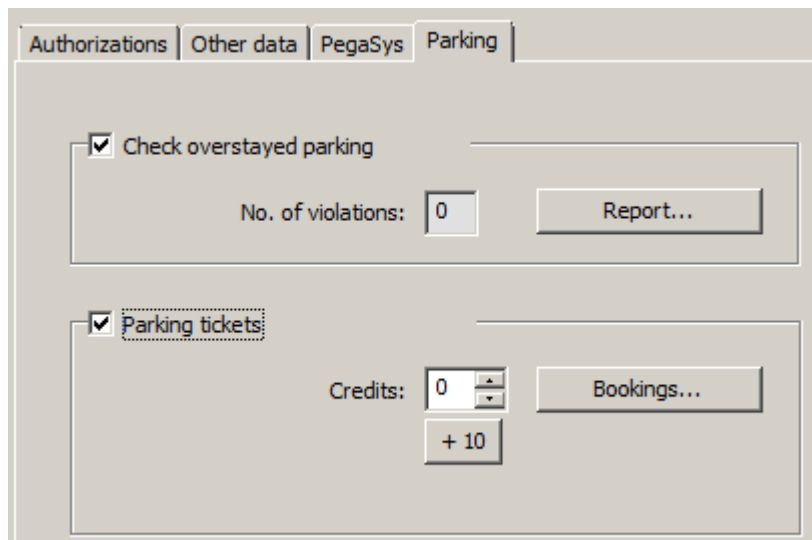 Authorizations Other data PegaSys Parking
Check overstayed parking
No. of violations: 0 Report...
Parking tickets
Credits: 0 Bookings...
+ 10